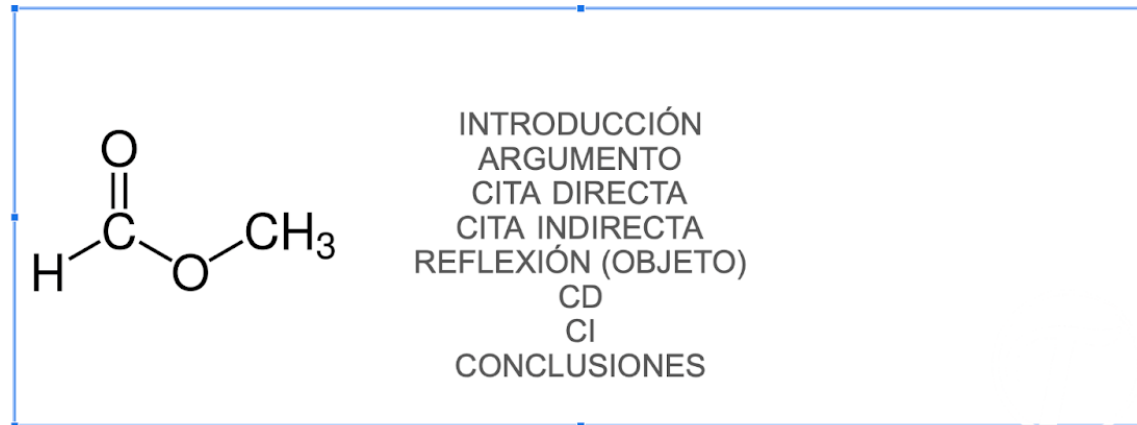 O
C
H
O
CH3
INTRODUCCIÓN
ARGUMENTO
CITA DIRECTA
CITA INDIRECTA
REFLEXIÓN (OBJETO)
CD
CI
CONCLUSIONES